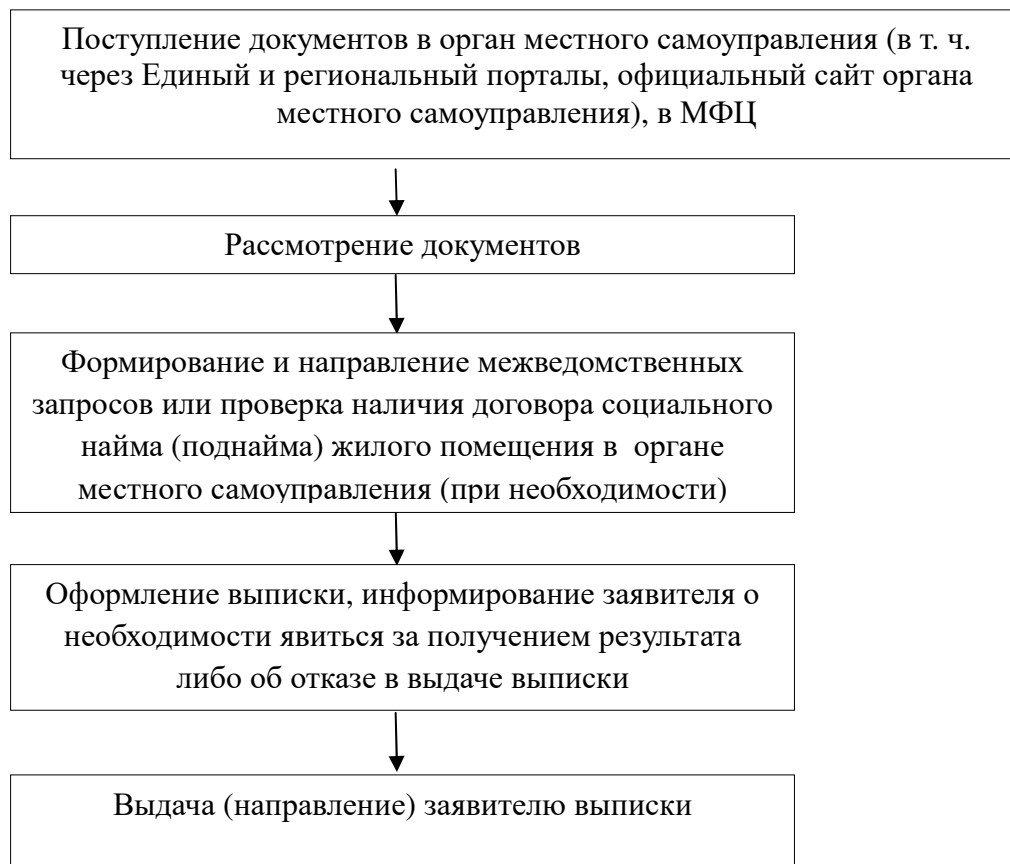 Поступление документов в орган местного самоуправления (в т. ч.
через Единый и региональный порталы, официальный сайт органа
местного самоуправления), в МФЦ
Рассмотрение документов
Формирование и направление межведомственных
запросов или проверка наличия договора социального
найма (поднайма) жилого помещения в  органе
местного самоуправления (при необходимости)
Оформление выписки, информирование заявителя о
необходимости явиться за получением результата
либо об отказе в выдаче выписки
Выдача (направление) заявителю выписки